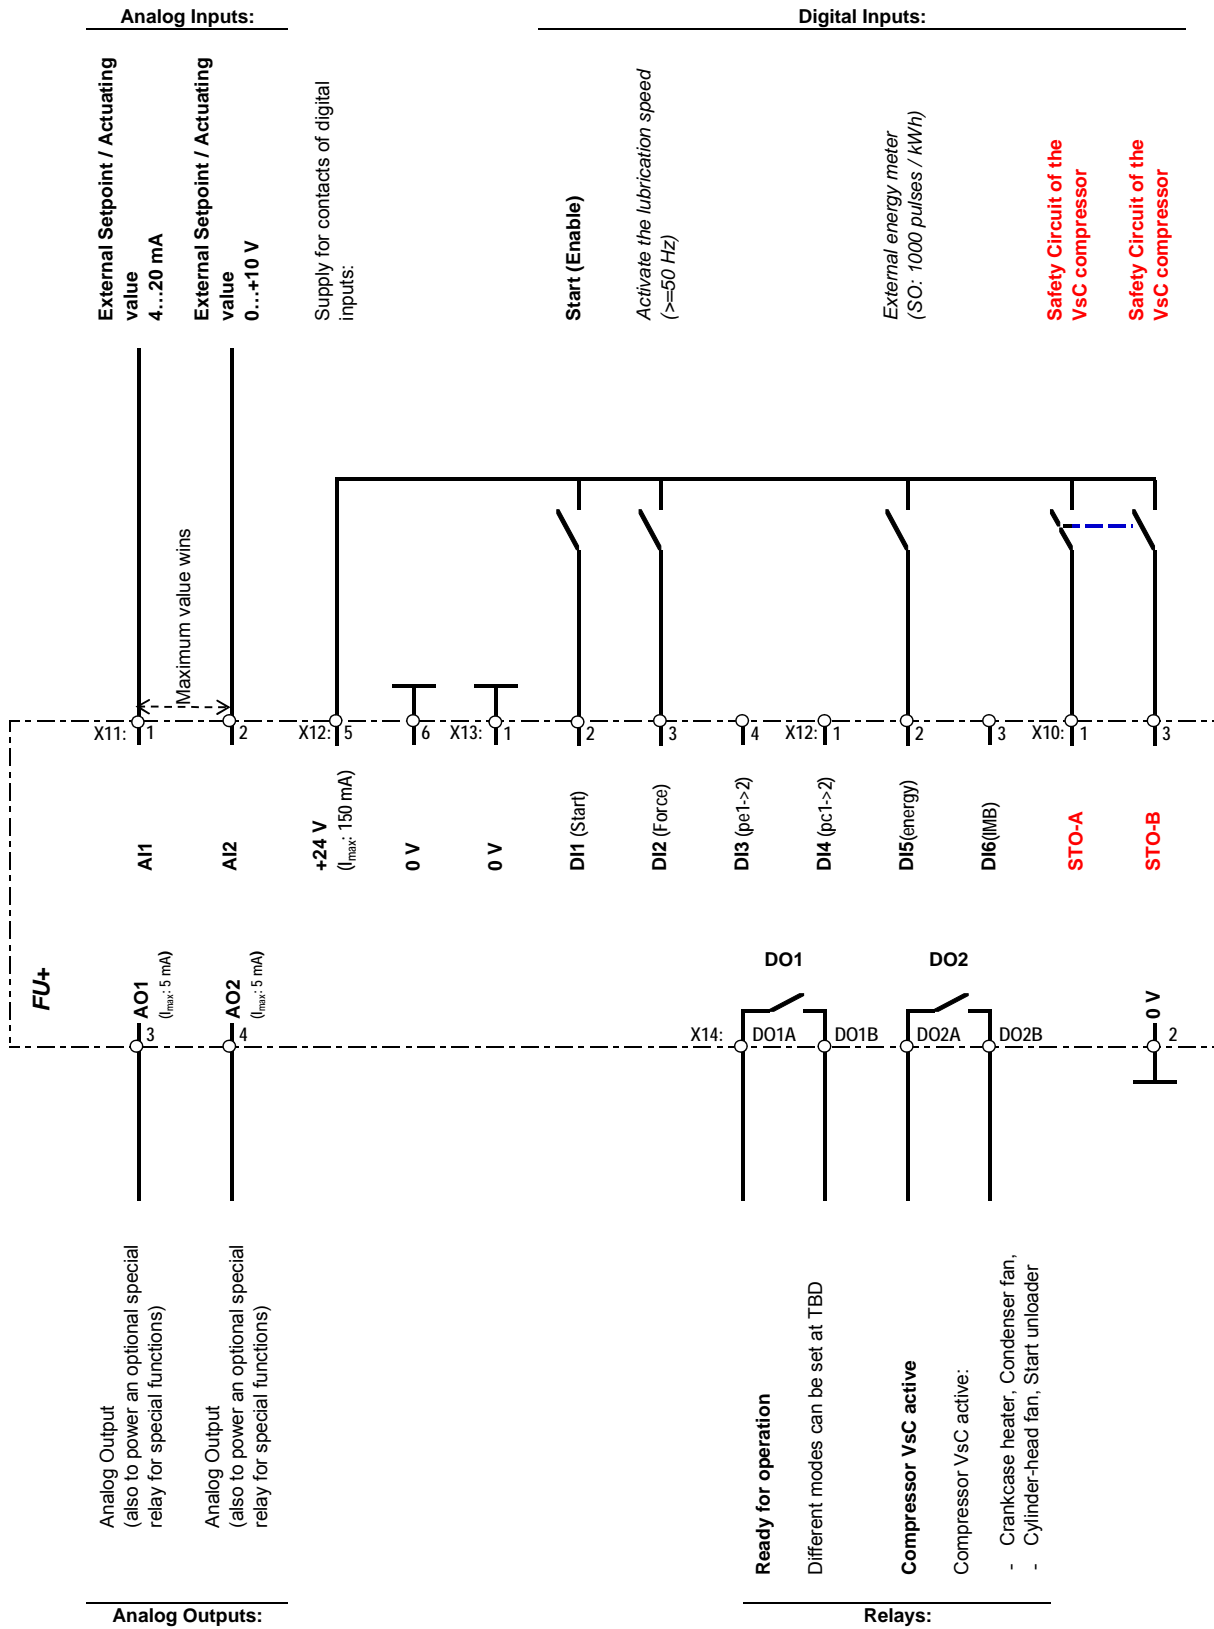 Analog Inputs:
Digital Inputs:
External Setpoint / Actuating
value
4...20 mA
External Setpoint / Actuating
value
0...+10 V
Supply for contacts of digital
inputs:
Start (Enable)
Activate the lubrication speed
(>=50 Hz)
External energy meter
(SO: 1000 pulses / kWh)
Safety Circuit of the
VsC compressor
Safety Circuit of the
VsC compressor
Maximum value wins
X11: 1
2
X12: 5
6
X13: 1
2
3
4
X12: 1
2
3
X10: 1
3
AI1
AI2
+24 V
(Imax: 150 mA)
0 V
0 V
DI1 (Start)
DI2 (Force)
DI3 (pe1->2)
DI4 (pc1->2)
DI5(energy)
DI6(IMB)
STO-A
STO-B
FU+
AO1
(Imax: 5 mA)
AO2
(Imax: 5 mA)
DO1
DO2
0 V
3
4
X14: DO1A
DO1B
DO2A
DO2B
2
Analog Output
(also to power an optional special
relay for special functions)
Analog Output
(also to power an optional special
relay for special functions)
Ready for operation
Different modes can be set at TBD
Compressor VsC active
Compressor VsC active:
- Crankcase heater, Condenser fan,
- Cylinder-head fan, Start unloader
Analog Outputs:
Relays: